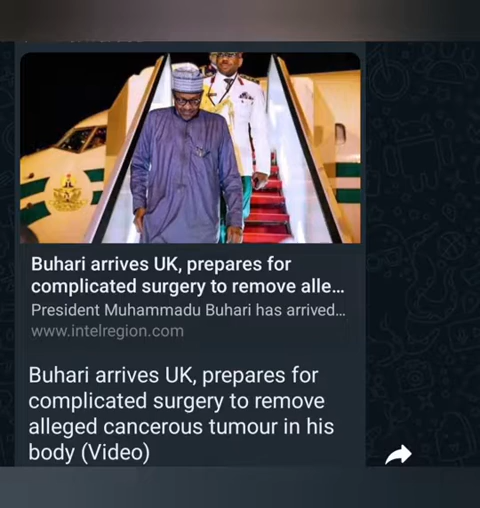 Buhari arrives UK, prepares for
complicated surgery to remove alle...
President Muhammadu Buhari has arrived...
www.intelregion.com
Buhari arrives UK, prepares for
complicated surgery to remove
alleged cancerous tumour in his
body (Video)